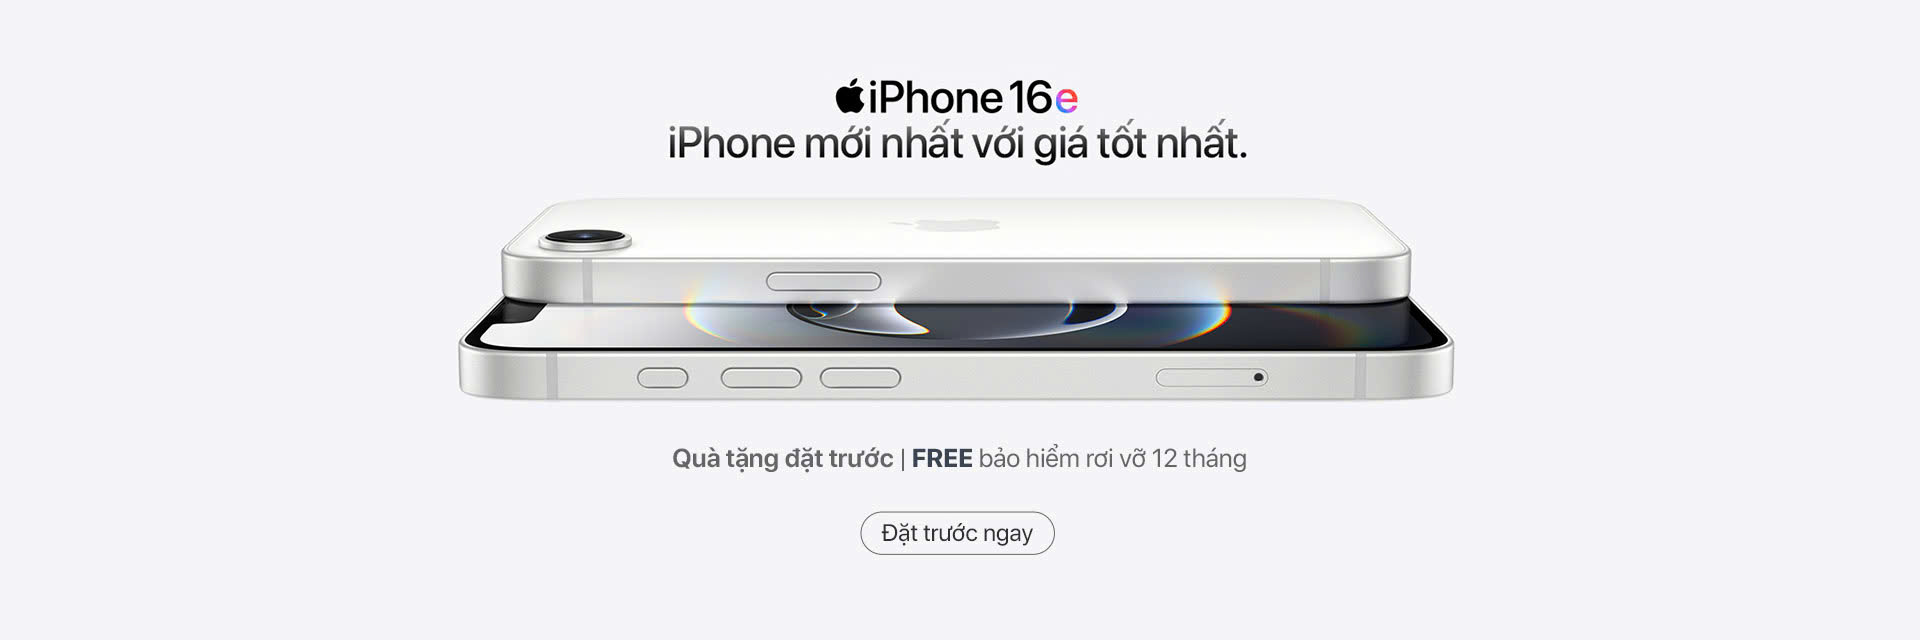 iPhone 16e
iPhone mới nhất với giá tốt nhất.
Quà tặng đặt trước | FREE bảo hiểm rơi vỡ 12 tháng
Đặt trước ngay